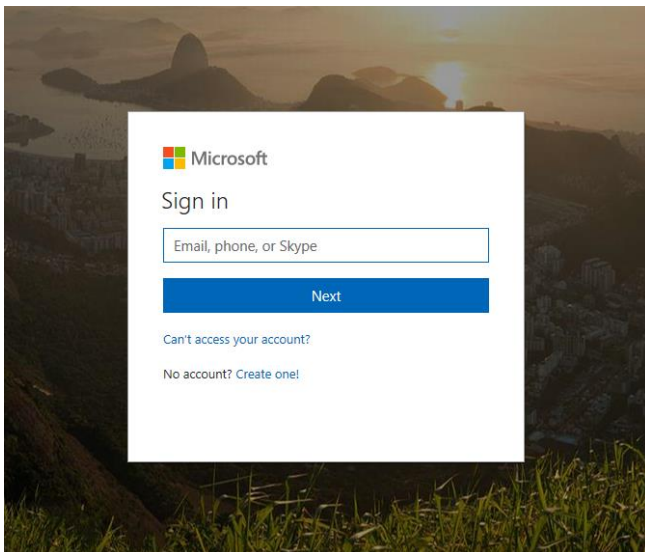 Microsoft
Sign in
Email, phone, or Skype
Next
Can't access your account?
No account? Create one!